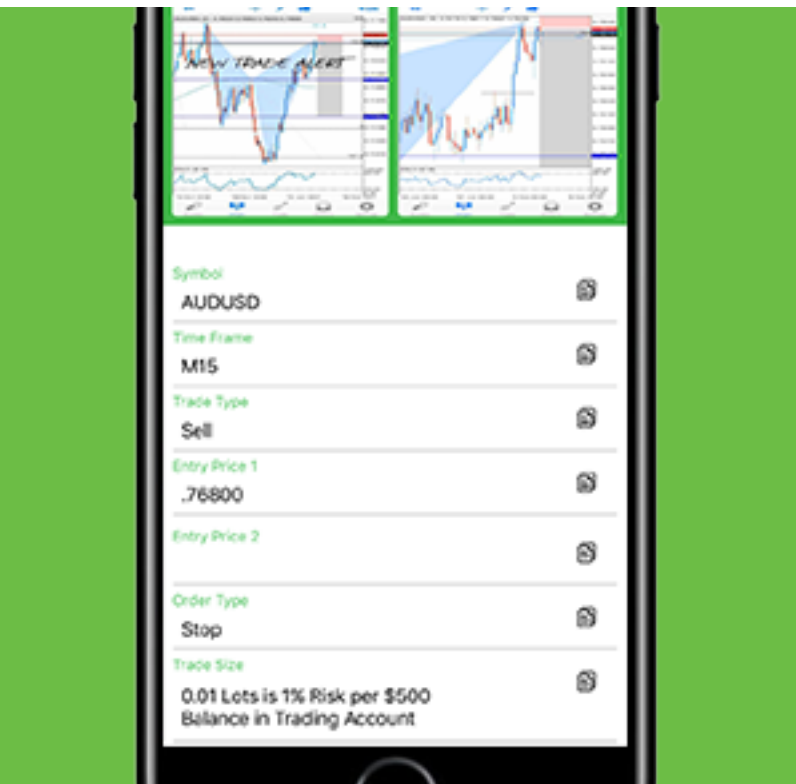 NEW TRADE ALERT
Symbol
AUDUSD
Time Frame
M15
Trade Type
Sell
Entry Price 1
.76800
Entry Price 2
Order Type
Stop
Trade Size
0.01 Lots is 1% Risk per $500
Balance in Trading Account